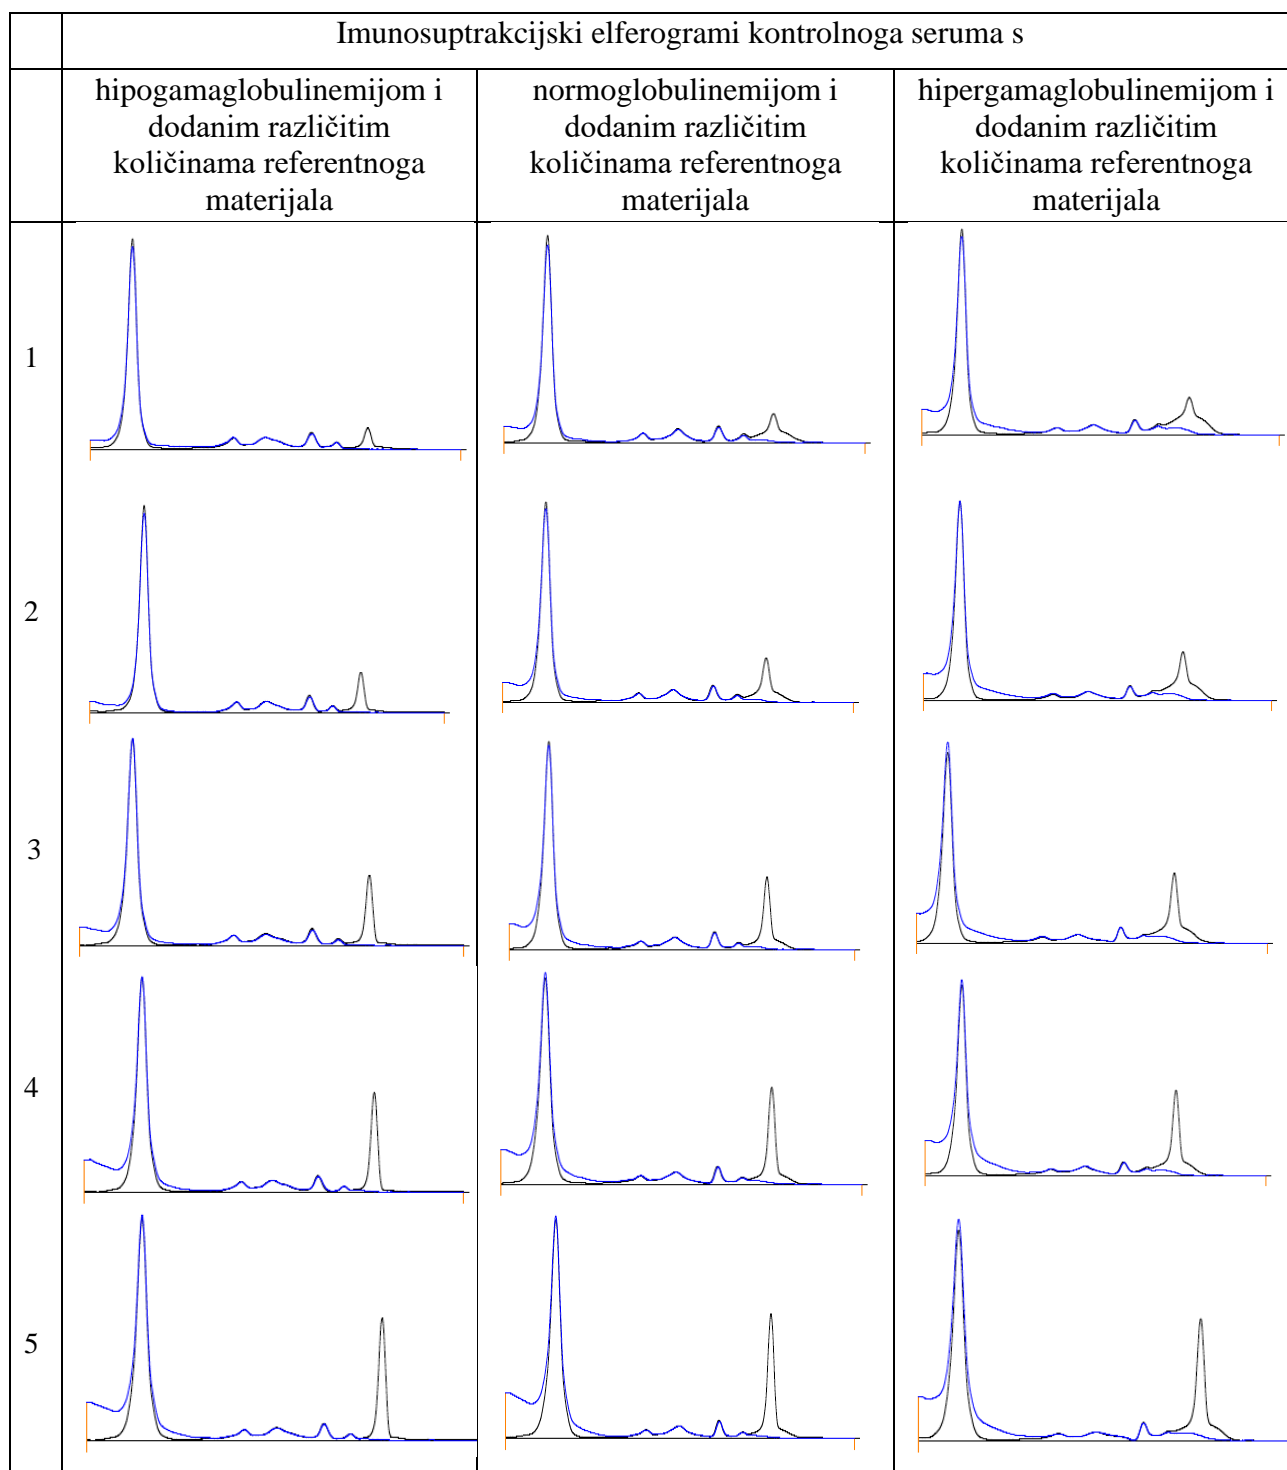 Imunosuptrakcijski elferogrami kontrolnoga seruma s
hipogamaglobulinemijom i
dodanim različitim
količinama referentnoga
materijala
normoglobulinemijom i
dodanim različitim
količinama referentnoga
materijala
hipergamaglobulinemijom i
dodanim različitim
količinama referentnoga
materijala
1
2
3
4
5